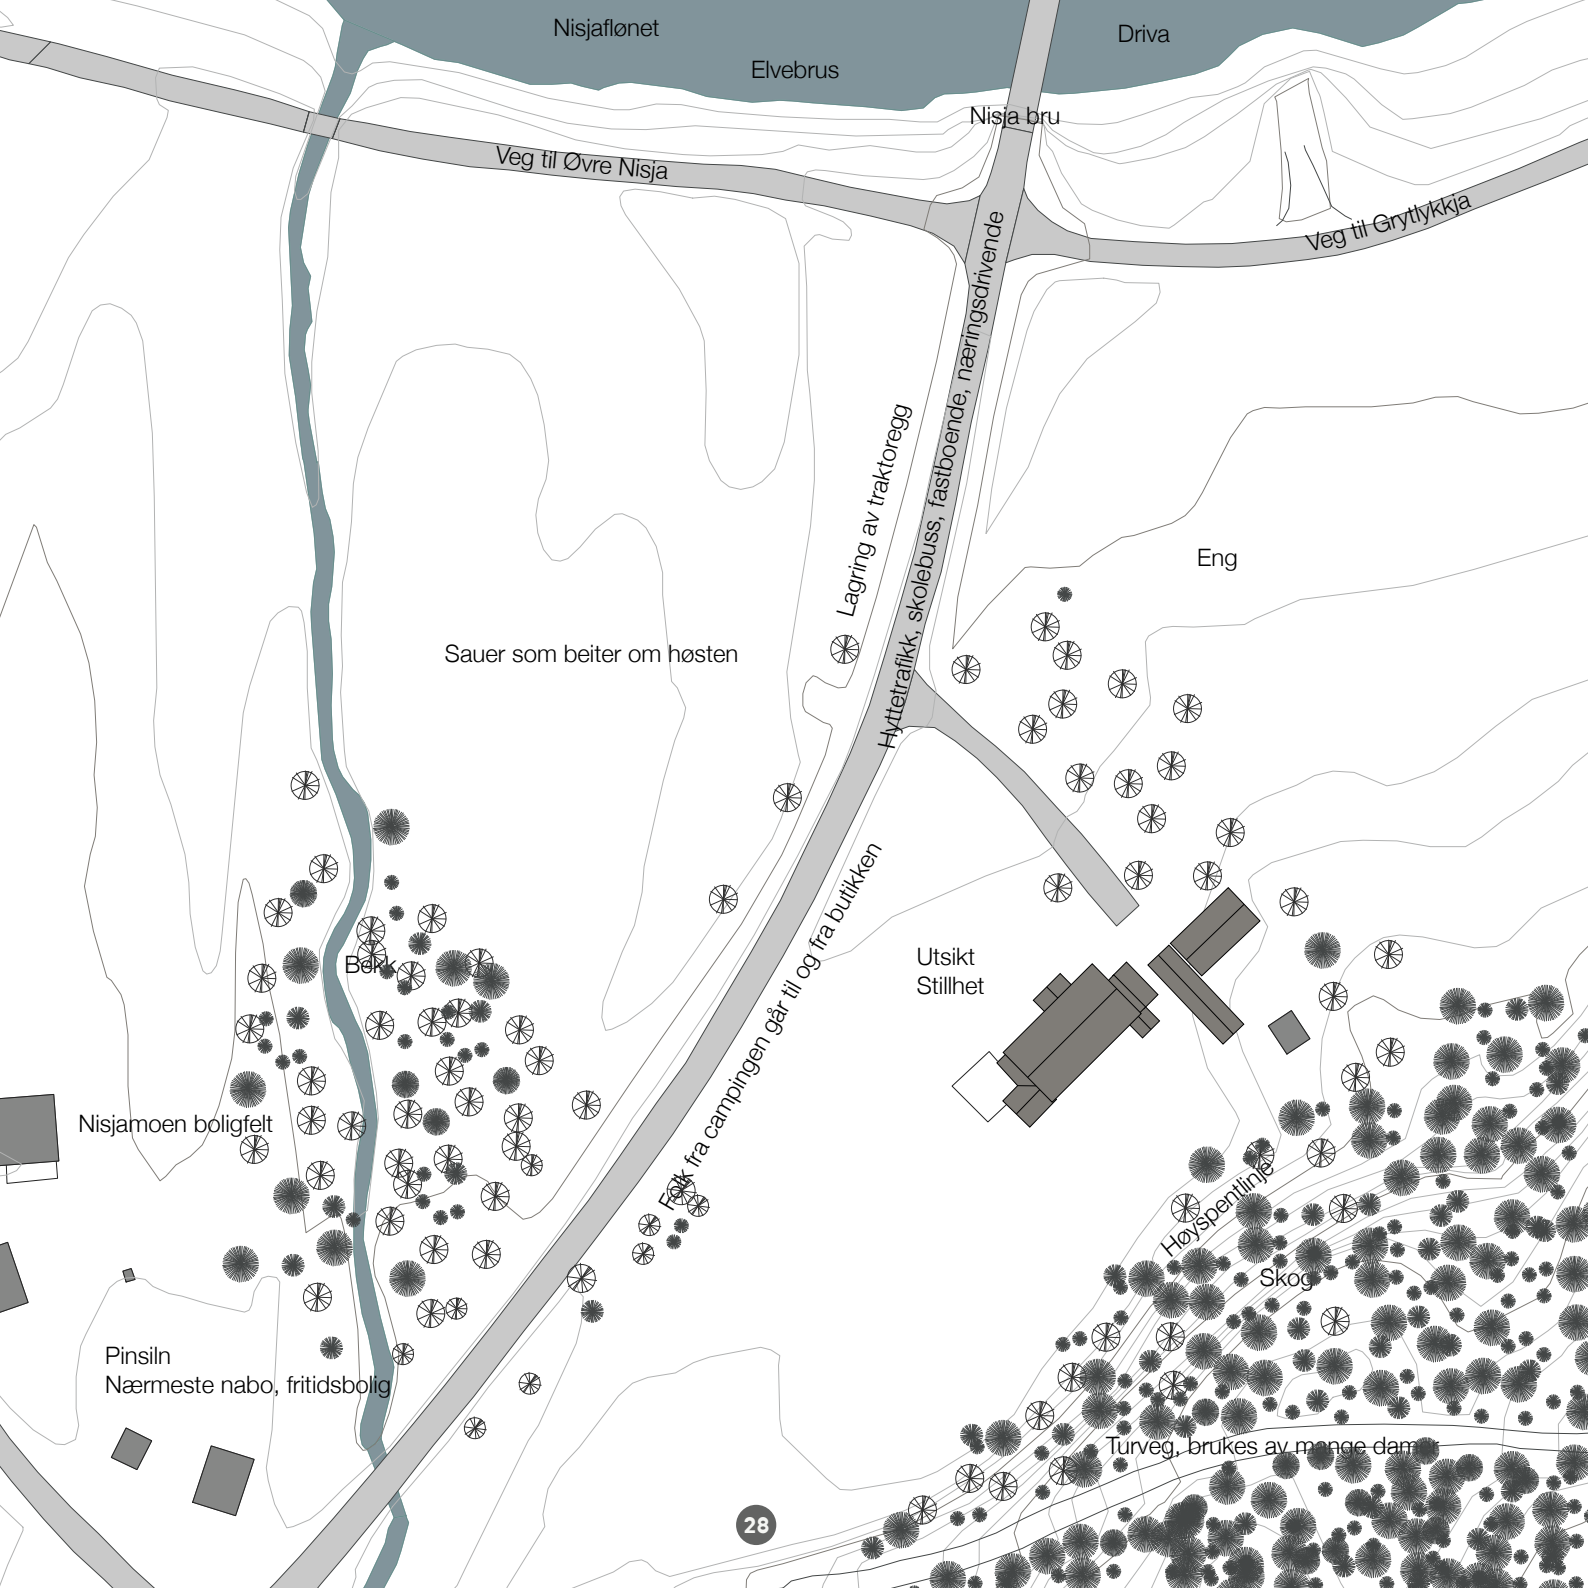 Nisjaflønet
Driva
Elvebrus
Nisja bru
Veg til Øvre Nisja
Veg til Grytlykkja
Hyttetrafikk, skolebuss, fastboende, næringsdrivende
Lagring av traktoregg
Eng
Sauer som beiter om høsten
Folk fra campingen går til og fra butikken
Utsikt
Stillhet
Bekk
Nisjamoen boligfelt
Høyspentlinje
Skog
Pinsiln
Nærmeste nabo, fritidsbolig
Turveg, brukes av mange damer
28